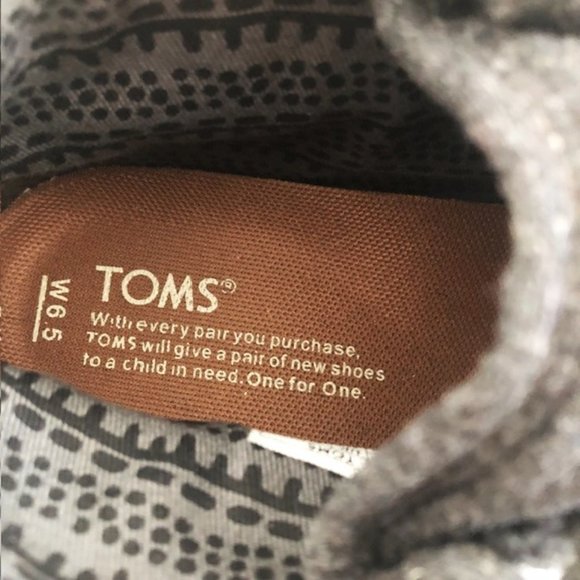 W6.5
TOMS®
With every pair you purchase,
TOMS will give a pair of new shoes
to a child in need. One for One.